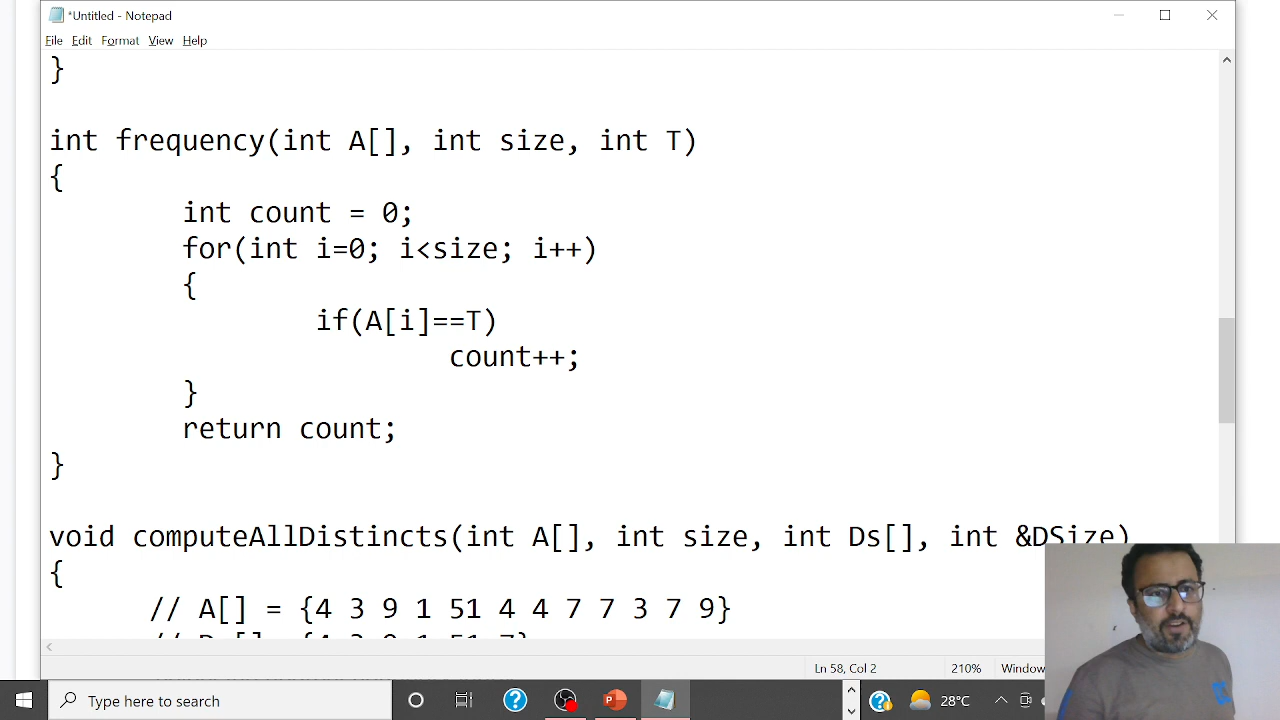 *Untitled - Notepad
File Edit Format View Help
}
int frequency(int A[], int size, int T)
{
int count = 0;
for(int i=0; i<size; i++)
{
if(A[i]==T)
count++;
}
return count;
}
void computeAllDistincts(int A[], int size, int Ds[], int &DSize)
{
// A[] = {4 3 9 1 51 4 4 7 7 3 7 9}
Ln 58, Col 2 210% Window
Type here to search
28°C